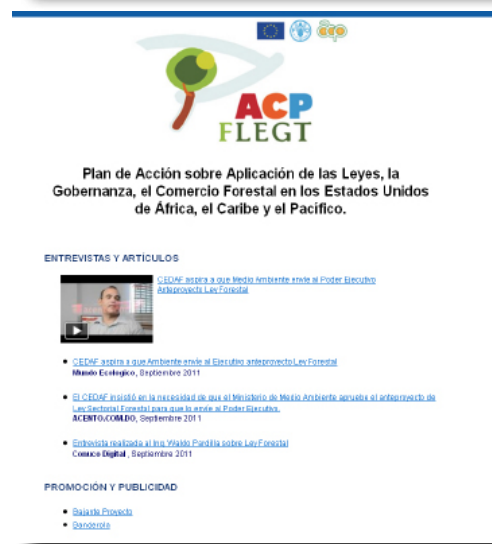 ACP
FLEGT
Plan de Acción sobre Aplicación de las Leyes, la
Gobernanza, el Comercio Forestal en los Estados Unidos
de África, el Caribe y el Pacifico.
ENTREVISTAS Y ARTÍCULOS
CEDAF aspira a que Medio Ambiente envíe al Poder Ejecutivo
Anteproyecto Ley Forestal
CEDAF aspira a que Ambiente envíe al Ejecutivo anteproyecto Ley Forestal
Mundo Ecologico, Septiembre 2011
El CEDAF insistió en la necesidad de que el Ministerio de Medio Ambiente apruebe el anteproyecto de
Ley Sectorial Forestal para que lo envíe al Poder Ejecutivo.
ACENTO.COM.DO, Septiembre 2011
Entrevista realizada al Ing. Waldo Pardilla sobre Ley Forestal
Conuco Digital , Septiembre 2011
PROMOCIÓN Y PUBLICIDAD
Bajante Proyecto
Banderola